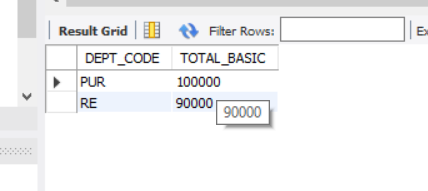 Result Grid Filter Rows: Ex
DEPT_CODE TOTAL_BASIC
PUR 100000
RE 90000
90000